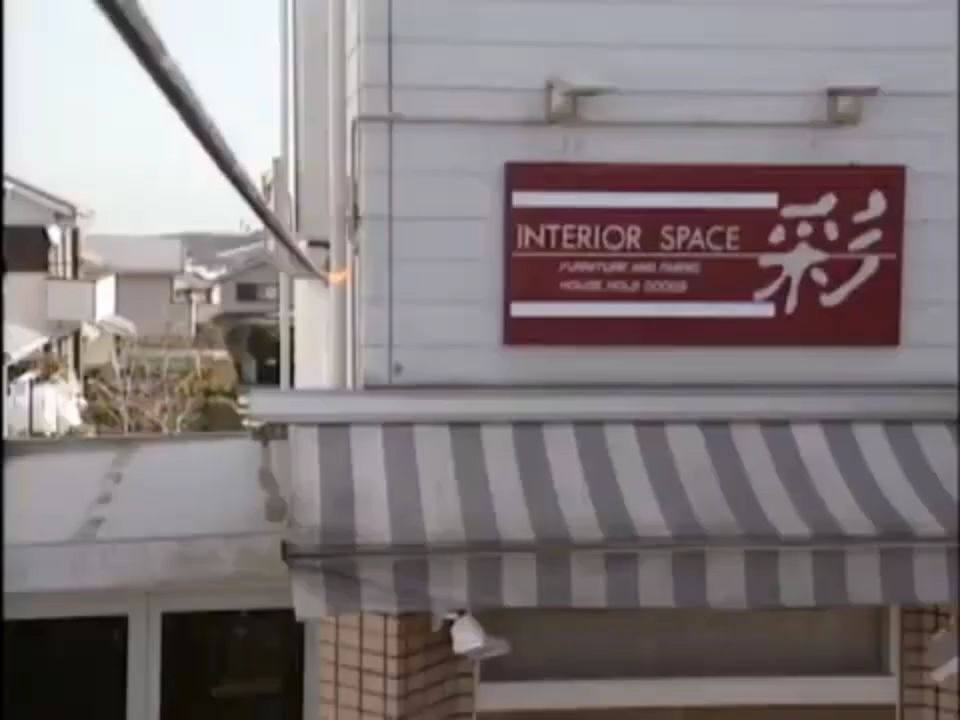 INTERIOR SPACE 彩
FURNITURE AND FABRIC
HOUSE HOLD GOODS